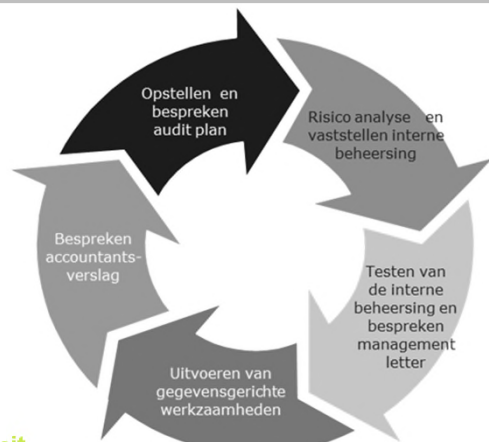 Opstellen en
bespreken
audit plan
Risico analyse en
vaststellen interne
beheersing
Testen van
de interne
beheersing en
bespreken
management
letter
Uitvoeren van
gegevensgerichte
werkzaamheden
Bespreken
accountants-
verslag